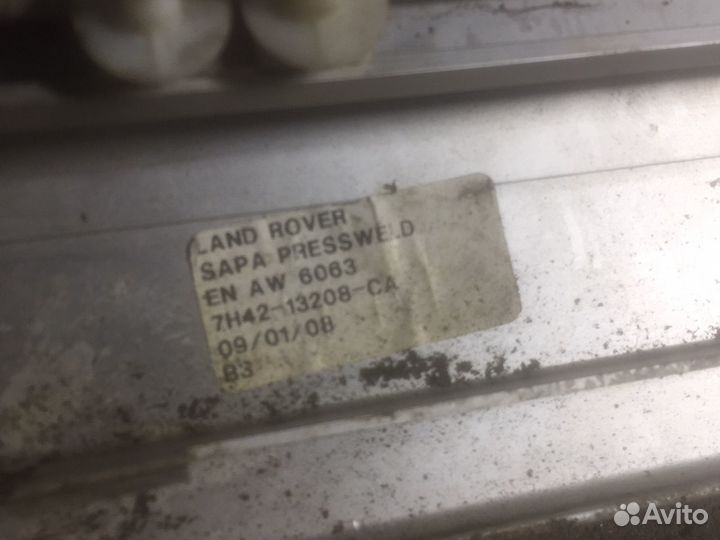 LAND ROVER
SAPA PRESSWELD
EN AW 6063
7H42-13208-CA
09/01/08
B3
Avito